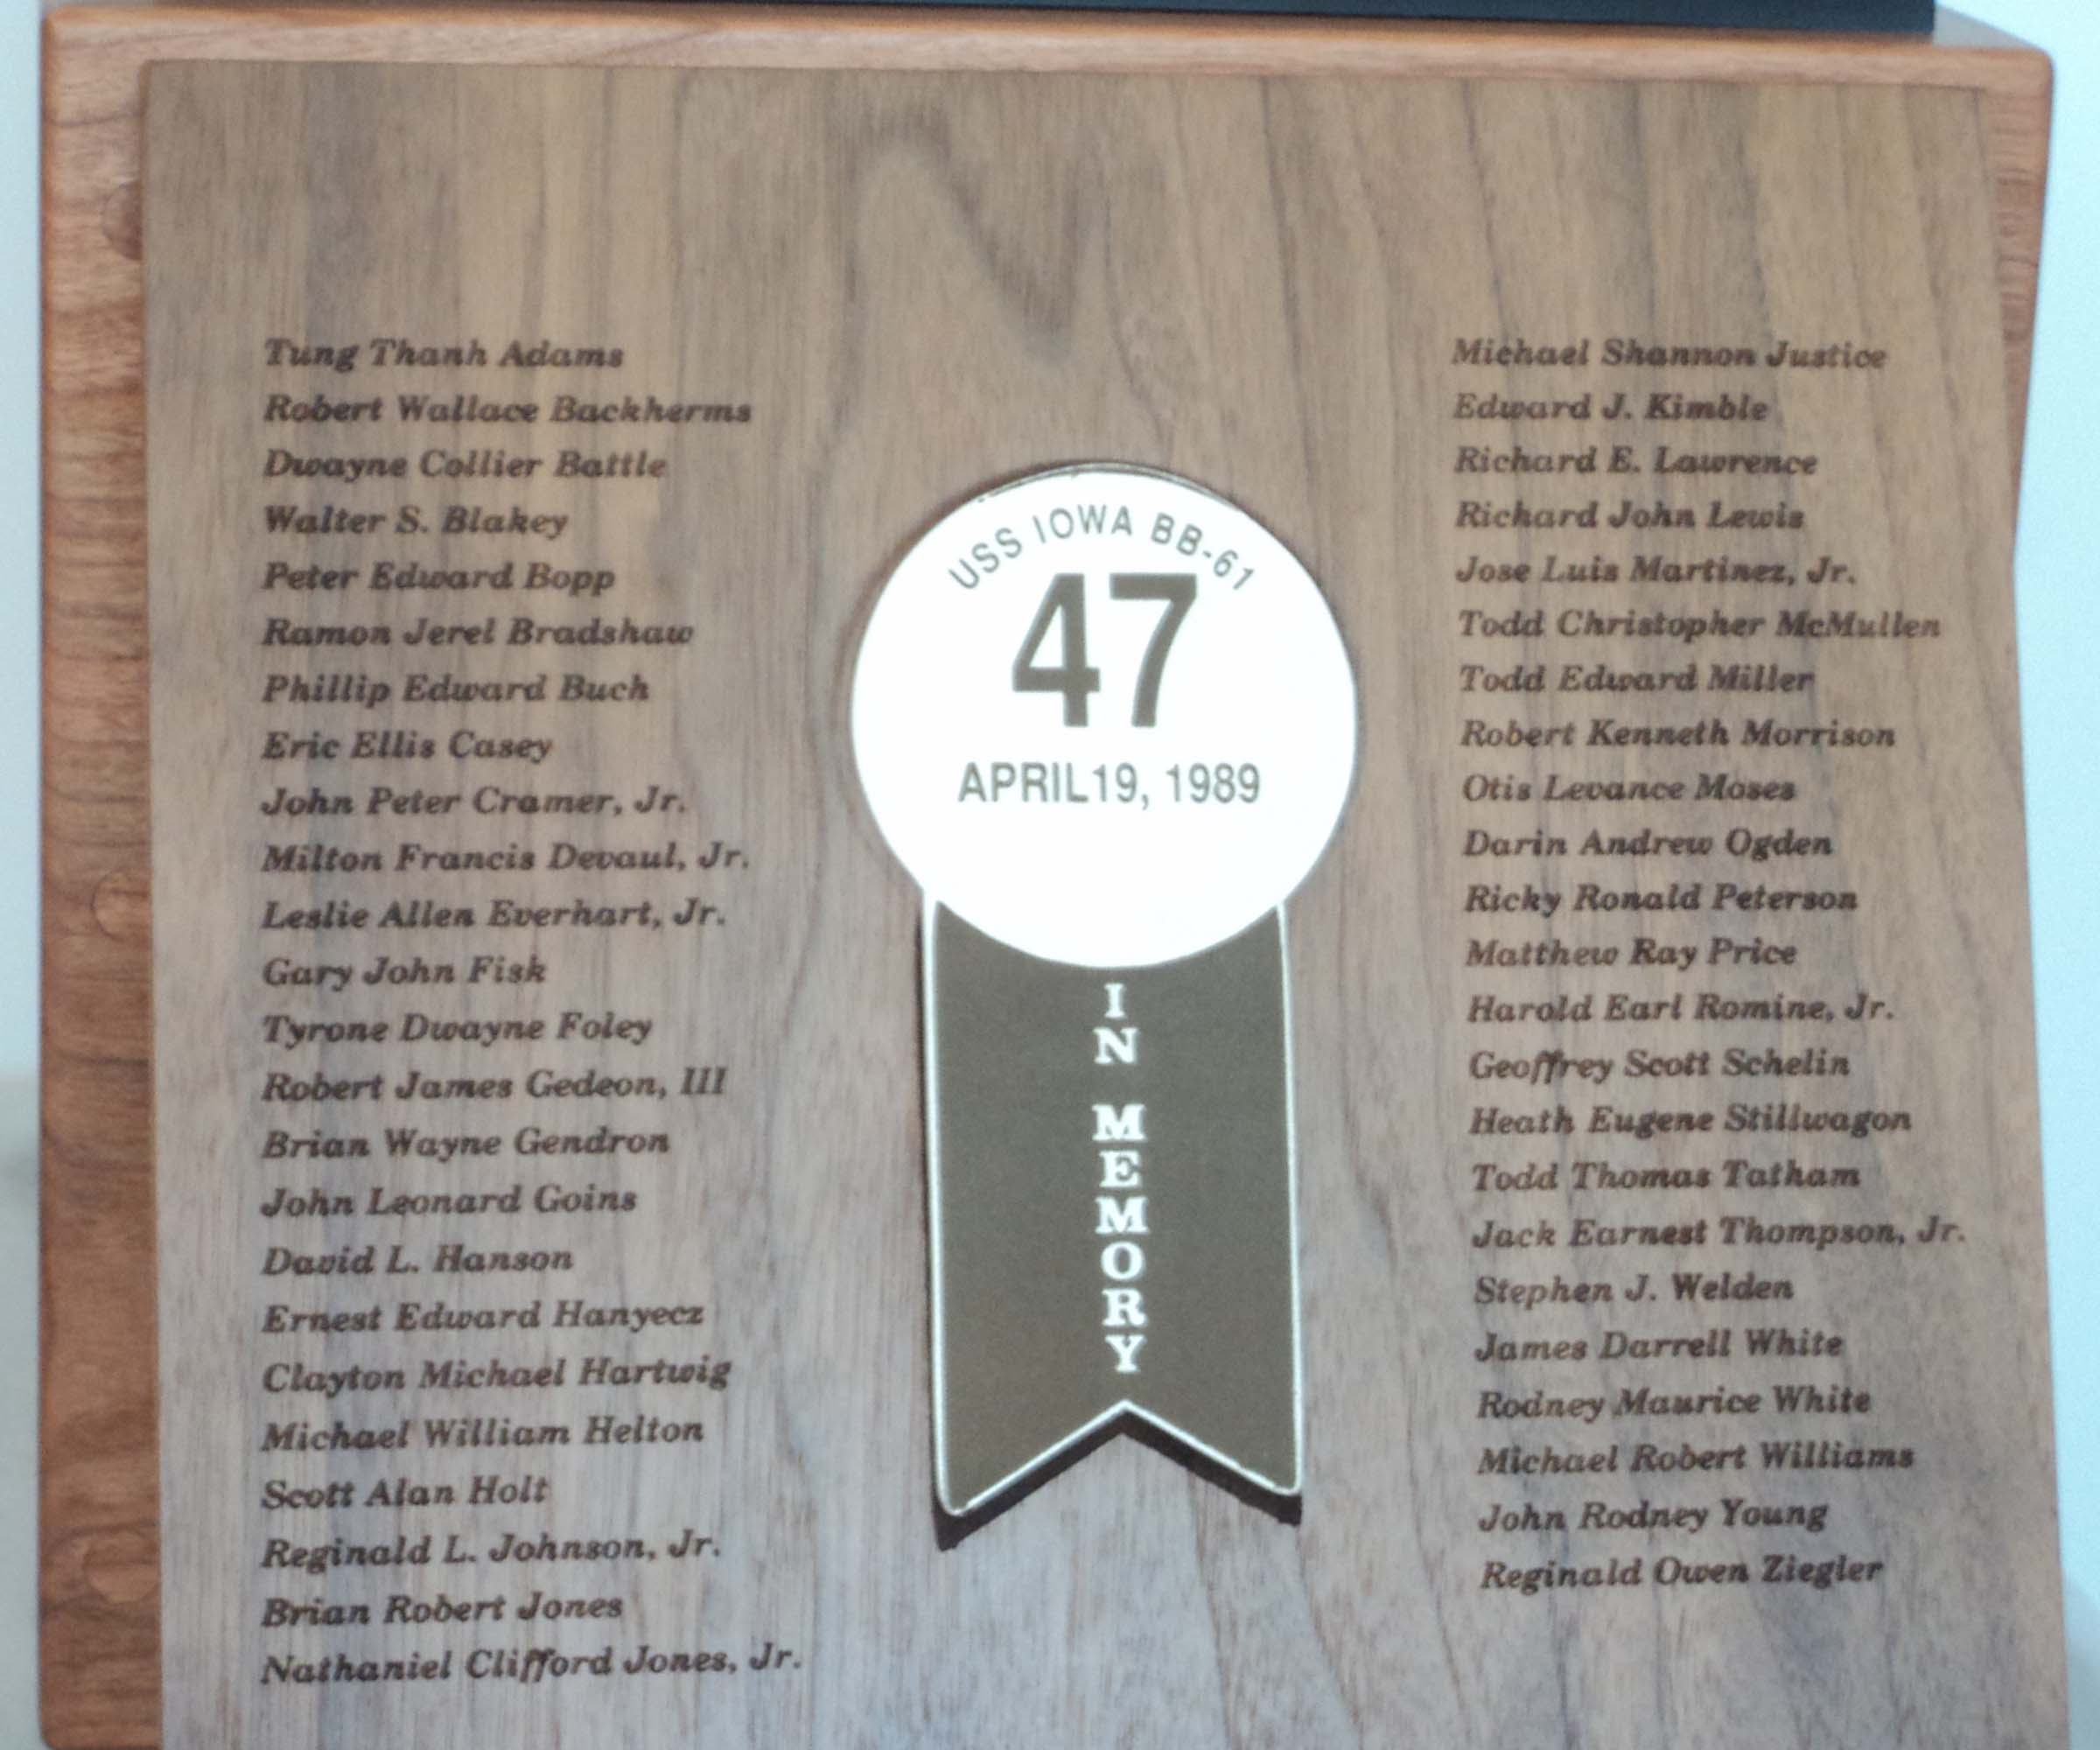 Tung Thanh Adams
Robert Wallace Backherms
Dwayne Collier Battle
Walter S. Blakey
Peter Edward Bopp
Ramon Jerel Bradshaw
Phillip Edward Buch
Eric Ellis Casey
John Peter Cramer, Jr.
Milton Francis Devaul, Jr.
Leslie Allen Everhart, Jr.
Gary John Fisk
Tyrone Dwayne Foley
Robert James Gedeon, III
Brian Wayne Gendron
John Leonard Goins
David L. Hanson
Ernest Edward Hanyecz
Clayton Michael Hartwig
Michael William Helton
Scott Alan Holt
Reginald L. Johnson, Jr.
Brian Robert Jones
Nathaniel Clifford Jones, Jr.
USS IOWA BB-61
47
APRIL 19, 1989
IN MEMORY
Michael Shannon Justice
Edward J. Kimble
Richard E. Lawrence
Richard John Lewis
Jose Luis Martinez, Jr.
Todd Christopher McMullen
Todd Edward Miller
Robert Kenneth Morrison
Otis Levance Moses
Darin Andrew Ogden
Ricky Ronald Peterson
Matthew Ray Price
Harold Earl Romine, Jr.
Geoffrey Scott Schelin
Heath Eugene Stillwagon
Todd Thomas Tatham
Jack Earnest Thompson, Jr.
Stephen J. Welden
James Darrell White
Rodney Maurice White
Michael Robert Williams
John Rodney Young
Reginald Owen Ziegler